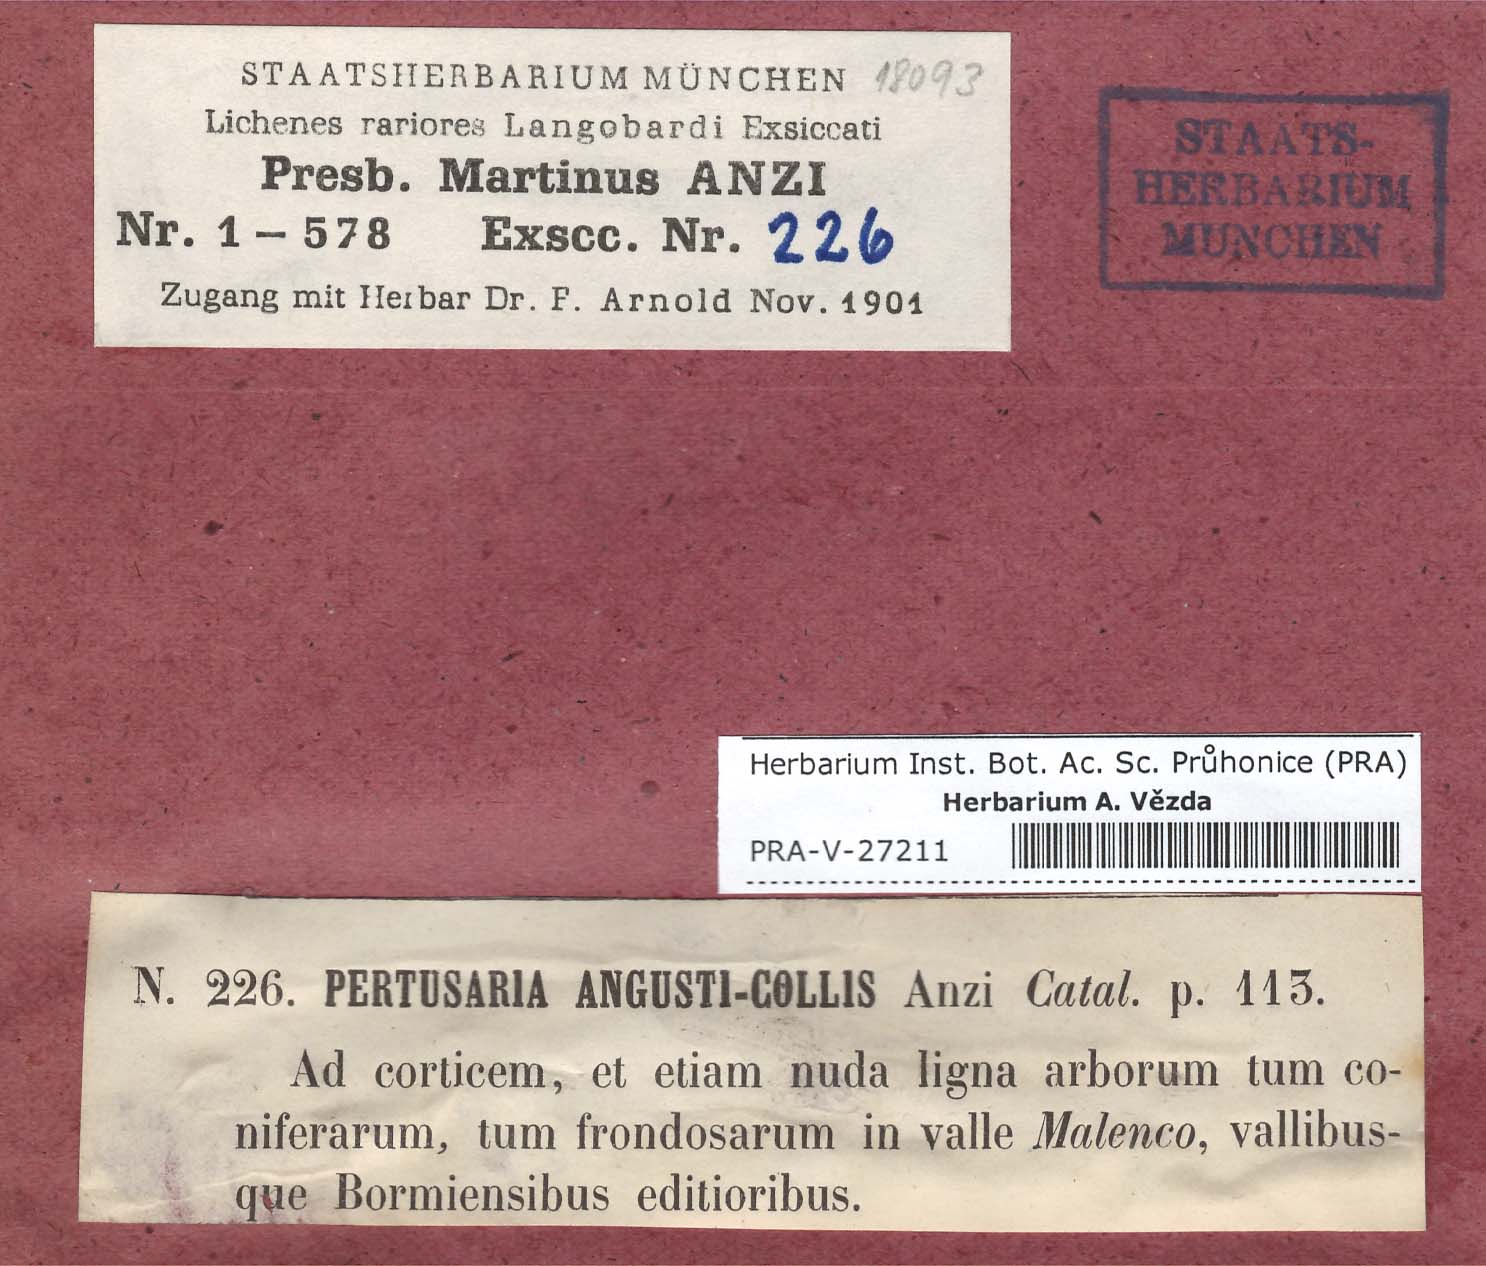 STAATSHERBARIUM MÜNCHEN 18093
Lichenes rariores Langobardi Exsiccati
Presb. Martinus ANZI
Nr. 1 – 578 Exscc. Nr. 226
Zugang mit Herbar Dr. F. Arnold Nov. 1901
STAATS-
HERBARIUM
MÜNCHEN
Herbarium Inst. Bot. Ac. Sc. Průhonice (PRA)
Herbarium A. Vězda
PRA-V-27211
N. 226. PERTUSARIA ANGUSTI-COLLIS Anzi Catal. p. 113.
Ad corticem, et etiam nuda ligna arborum tum co-
niferarum, tum frondosarum in valle Malenco, vallibus-
que Bormiensibus editioribus.